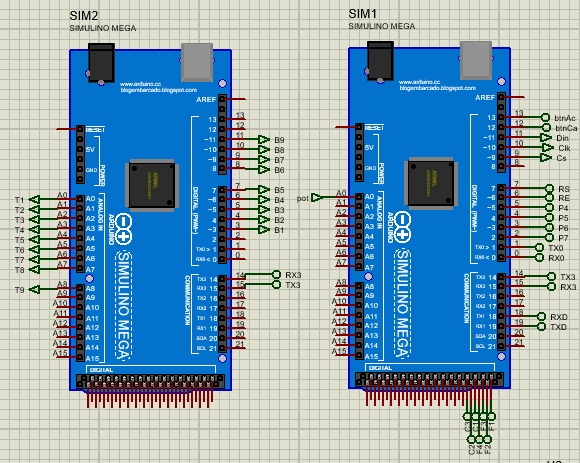 SIM2
SIMULINO MEGA
www.arduino.cc
blogembarcado.blogspot.com
AREF
13
12
11
10
9
8
RESET
5V
POWER
GND
ATMEL
B9
B8
B7
B6
7
6
5
4
3
2
TX0 > 1
RX0 < 0
B5
B4
B3
B2
B1
DIGITAL (PWM~)
T1
T2
T3
T4
T5
T6
T7
T8
T9
A0
A1
A2
A3
A4
A5
A6
A7
A8
A9
A10
A11
A12
A13
A14
A15
ANALOG IN
ARDUINO
SIMULINO MEGA
TX3 14
RX3 15
TX2 16
RX2 17
TX1 18
RX1 19
SDA 20
SCL 21
COMMUNICATION
RX3
TX3
DIGITAL
SIM1
SIMULINO MEGA
www.arduino.cc
blogembarcado.blogspot.com
AREF
13
12
11
10
9
8
RESET
5V
POWER
GND
ATMEL
btnAc
btnCa
Din
Clk
Cs
pot
7
6
5
4
3
2
TX0 > 1
RX0 < 0
RS
RE
P4
P5
P6
P7
TX0
RX0
DIGITAL (PWM~)
A0
A1
A2
A3
A4
A5
A6
A7
A8
A9
A10
A11
A12
A13
A14
A15
ANALOG IN
ARDUINO
SIMULINO MEGA
TX3 14
RX3 15
TX2 16
RX2 17
TX1 18
RX1 19
SDA 20
SCL 21
COMMUNICATION
TX3
RX3
RXD
TXD
DIGITAL